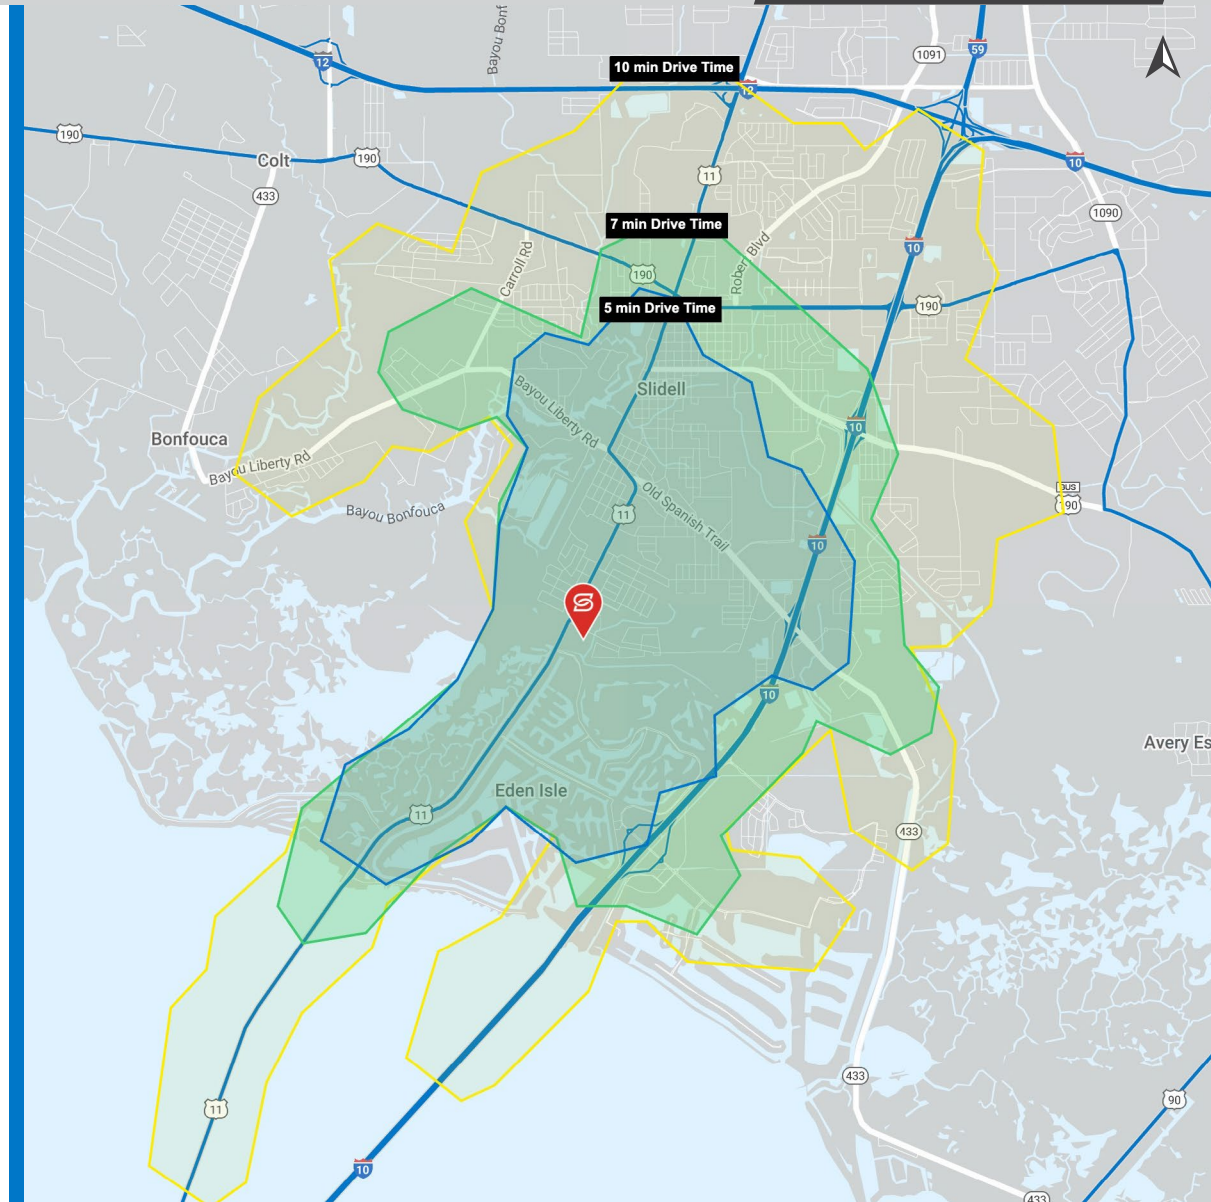 Bayou Bonf
1091
59
12
10 min Drive Time
12
190
Colt
190
10
11
433
1090
7 min Drive Time
Robert Blvd
10
Carroll Rd
190
5 min Drive Time
190
Slidell
Bayou Liberty Rd
10
Bonfouca
Bayou Liberty Rd
BUS
190
Bayou Bonfouca
11
Old Spanish Trail
10
10
Avery Es
Eden Isle
11
433
433
11
90
10
433